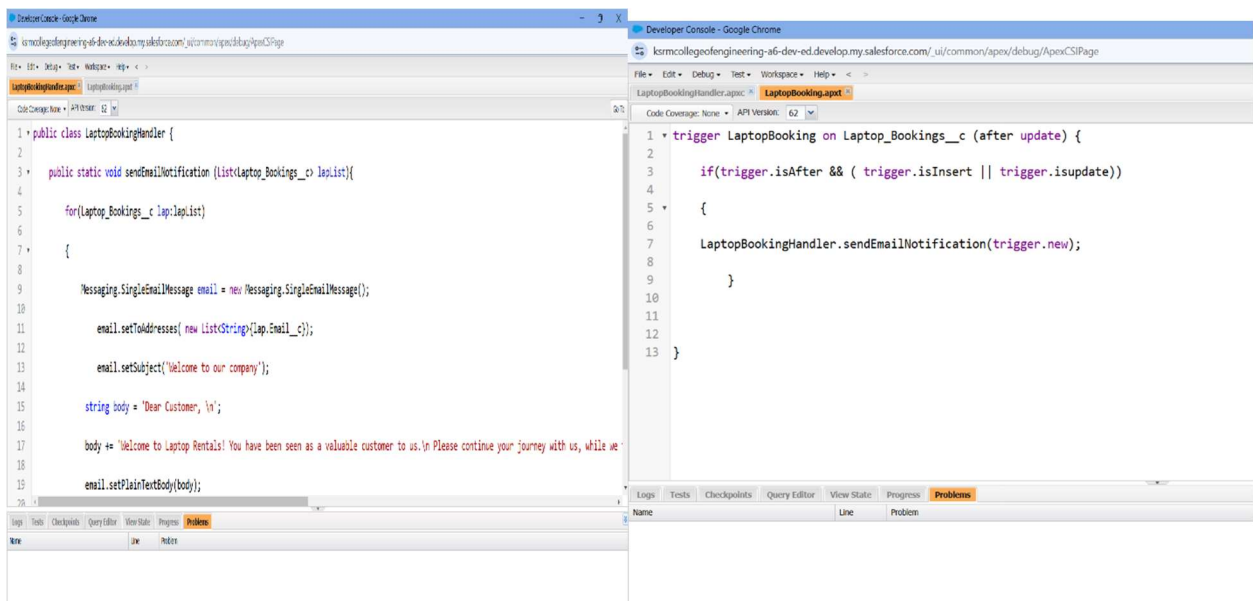 Developer Console - Google Chrome
ksrmcollegeofengineering-a6-dev-ed.develop.my.salesforce.com/_ui/common/apex/debug/ApexCSIPage
File Edit Debug Test Workspace Help < >
LaptopBookingHandler.apxc LaptopBooking.apxt
Code Coverage: None API Version: 62 Go To
1 public class LaptopBookingHandler {
2
3 public static void sendEmailNotification (List<Laptop_Bookings__c> lapList){
4
5 for(Laptop_Bookings__c lap:lapList)
6
7 {
8
9 Messaging.SingleEmailMessage email = new Messaging.SingleEmailMessage();
10
11 email.setToAddresses( new List<String>{lap.Email__c});
12
13 email.setSubject('Welcome to our company');
14
15 string body = 'Dear Customer, \n';
16
17 body += 'Welcome to Laptop Rentals! You have been seen as a valuable customer to us.\n Please continue your journey with us, while we
18
19 email.setPlainTextBody(body);
20
Logs Tests Checkpoints Query Editor View State Progress Problems
Name Line Problem
Developer Console - Google Chrome
ksrmcollegeofengineering-a6-dev-ed.develop.my.salesforce.com/_ui/common/apex/debug/ApexCSIPage
File Edit Debug Test Workspace Help < >
LaptopBookingHandler.apxc LaptopBooking.apxt
Code Coverage: None API Version: 62
1 trigger LaptopBooking on Laptop_Bookings__c (after update) {
2
3 if(trigger.isAfter && ( trigger.isInsert || trigger.isupdate))
4
5 {
6
7 LaptopBookingHandler.sendEmailNotification(trigger.new);
8
9 }
10
11
12
13 }
Logs Tests Checkpoints Query Editor View State Progress Problems
Name Line Problem